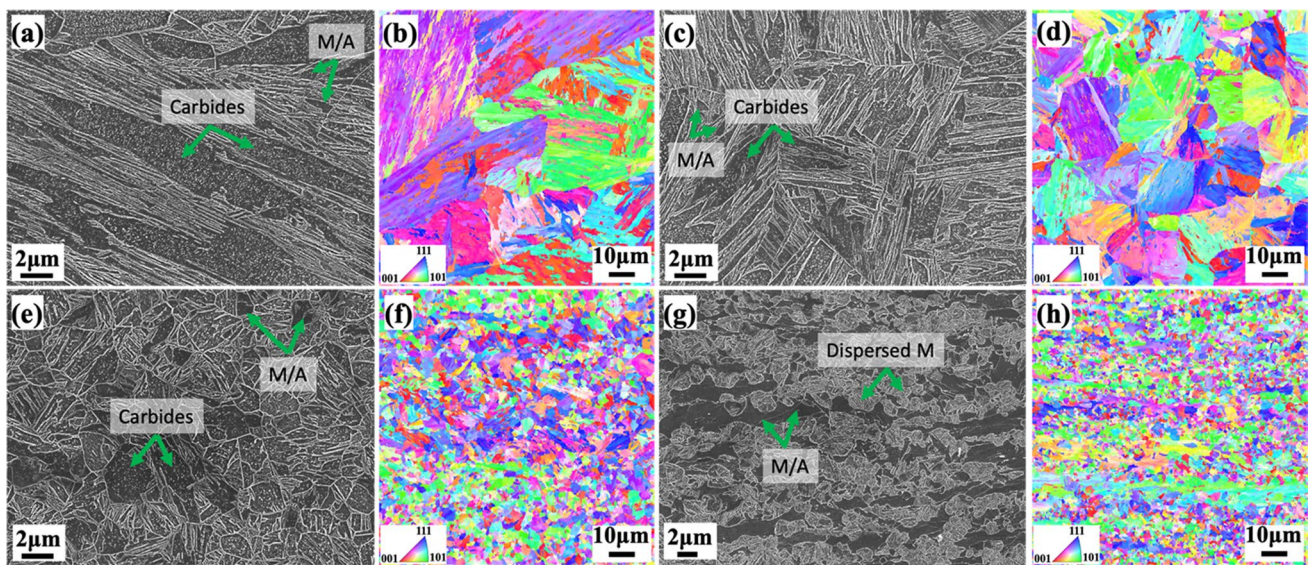 (a)
M/A
Carbides
2μm
(b)
111
001
101
10μm
(c)
Carbides
M/A
2μm
(d)
111
001
101
10μm
(e)
M/A
Carbides
2μm
(f)
111
001
101
10μm
(g)
Dispersed M
M/A
2μm
(h)
111
001
101
10μm